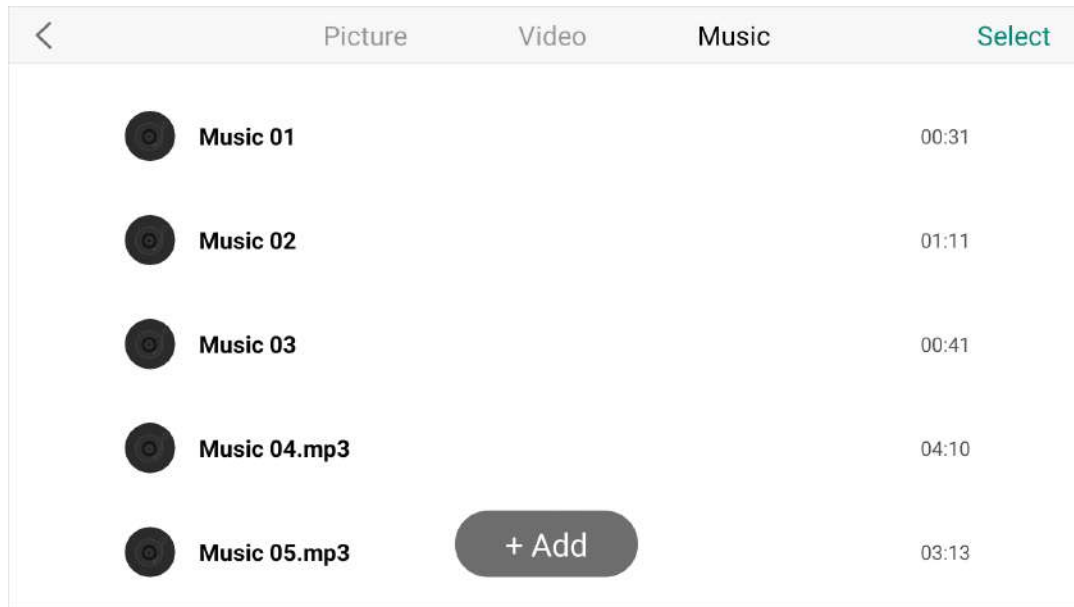 Picture Video Music Select
Music 01 00:31
Music 02 01:11
Music 03 00:41
Music 04.mp3 04:10
Music 05.mp3 + Add 03:13